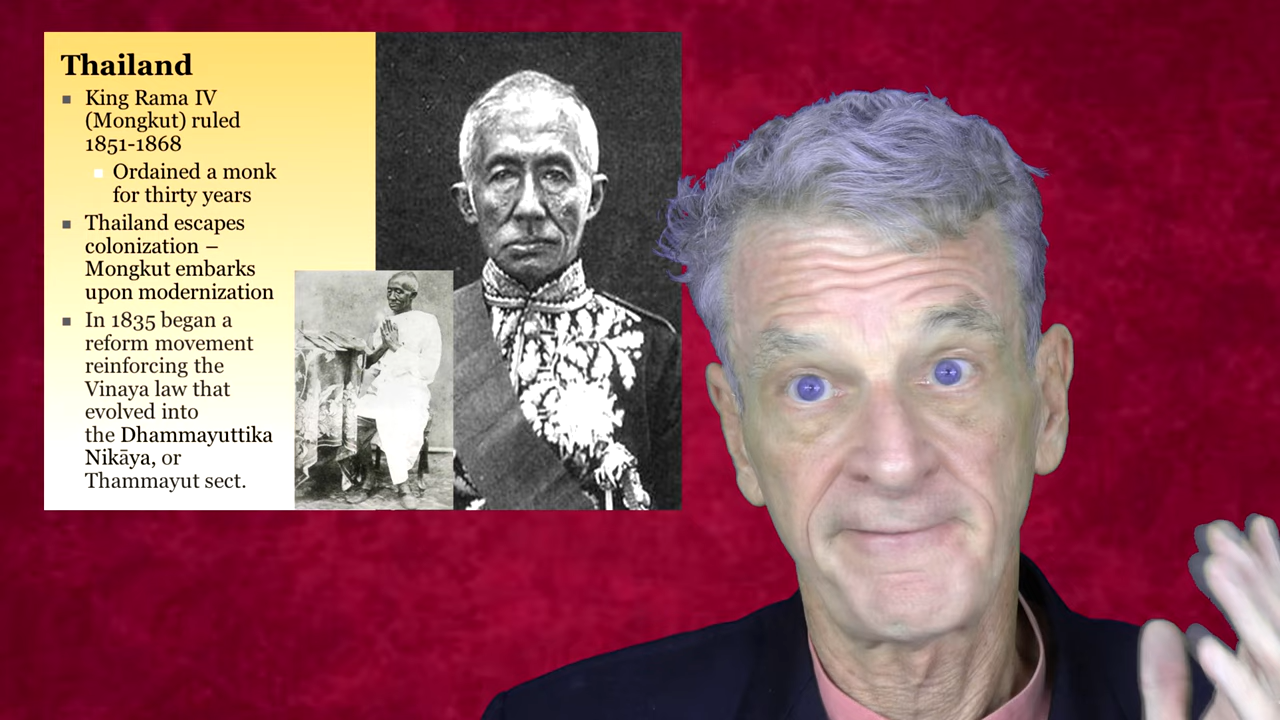 Thailand
King Rama IV
(Mongkut) ruled
1851-1868
Ordained a monk
for thirty years
Thailand escapes
colonization –
Mongkut embarks
upon modernization
In 1835 began a
reform movement
reinforcing the
Vinaya law that
evolved into
the Dhammayuttika
Nikāya, or
Thammayut sect.